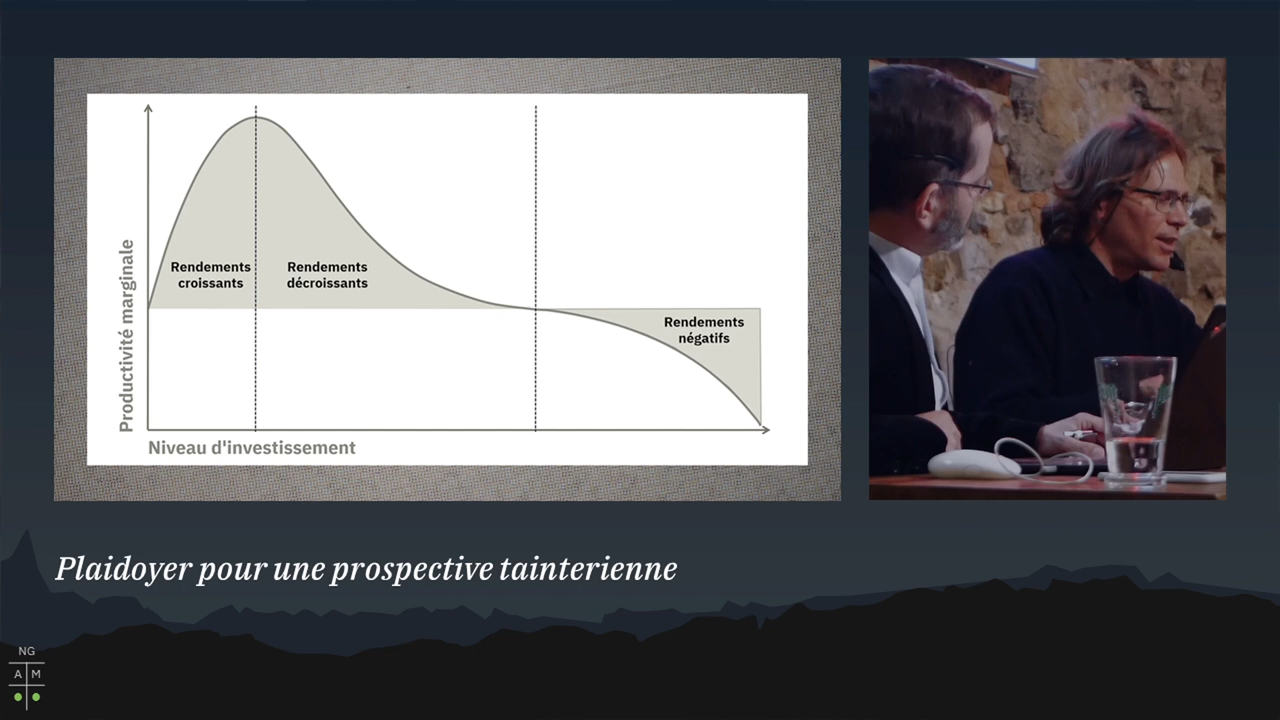 Productivité marginale
Rendements
croissants
Rendements
décroissants
Rendements
négatifs
Niveau d'investissement
Plaidoyer pour une prospective tainterienne
NG
A M